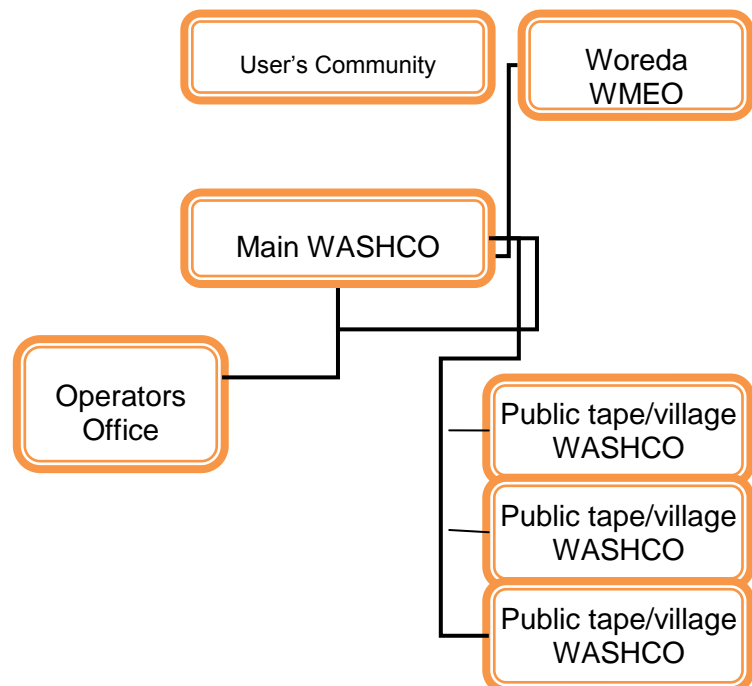 User's Community
Woreda
WMEO
Main WASHCO
Operators
Office
Public tape/village
WASHCO
Public tape/village
WASHCO
Public tape/village
WASHCO